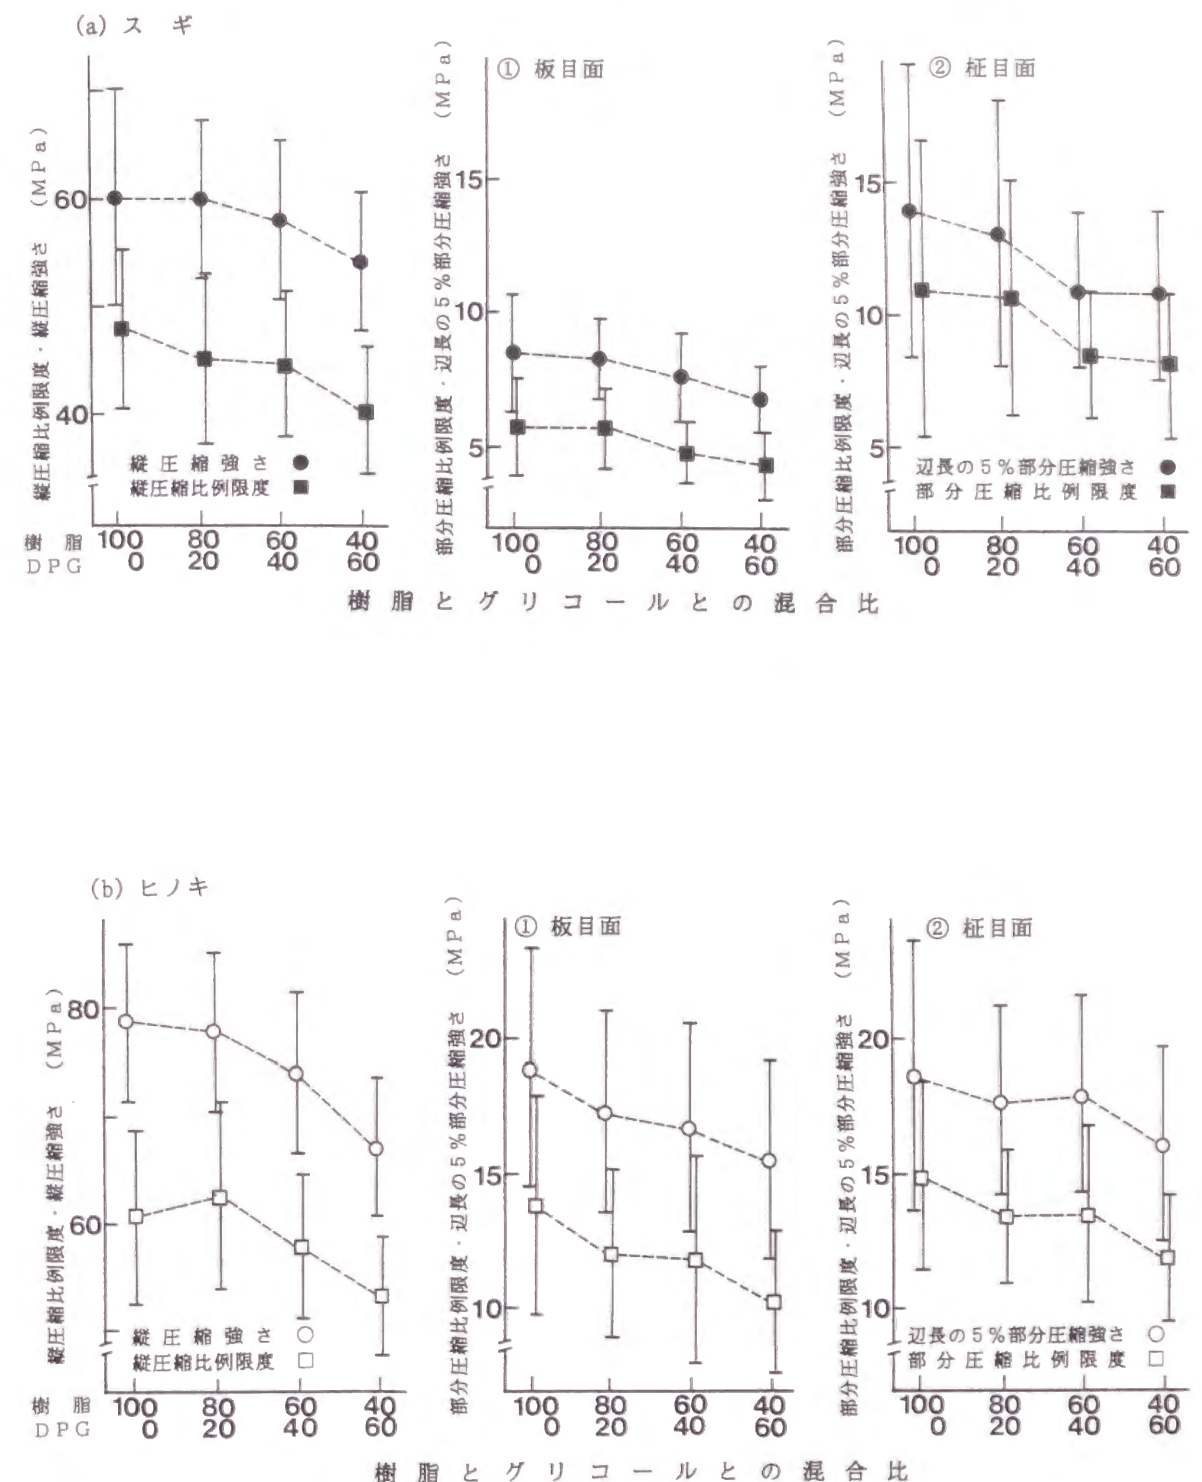 (a) スギ
縦圧縮比例限度・縦圧縮強さ (MPa)
60
40
縦圧縮強さ ●
縦圧縮比例限度 ■
樹脂 100 80 60 40
DPG 0 20 40 60
① 板目面
部分圧縮比例限度・辺長の5%部分圧縮強さ (MPa)
15
10
5
100 80 60 40
0 20 40 60
② 柾目面
部分圧縮比例限度・辺長の5%部分圧縮強さ (MPa)
15
10
5
辺長の5%部分圧縮強さ ●
部分圧縮比例限度 ■
100 80 60 40
0 20 40 60
樹脂とグリコールとの混合比
(b) ヒノキ
縦圧縮比例限度・縦圧縮強さ (MPa)
80
60
縦圧縮強さ ○
縦圧縮比例限度 □
樹脂 100 80 60 40
DPG 0 20 40 60
① 板目面
部分圧縮比例限度・辺長の5%部分圧縮強さ (MPa)
20
15
10
100 80 60 40
0 20 40 60
② 柾目面
部分圧縮比例限度・辺長の5%部分圧縮強さ (MPa)
20
15
10
辺長の5%部分圧縮強さ ○
部分圧縮比例限度 □
100 80 60 40
0 20 40 60
樹脂とグリコールとの混合比